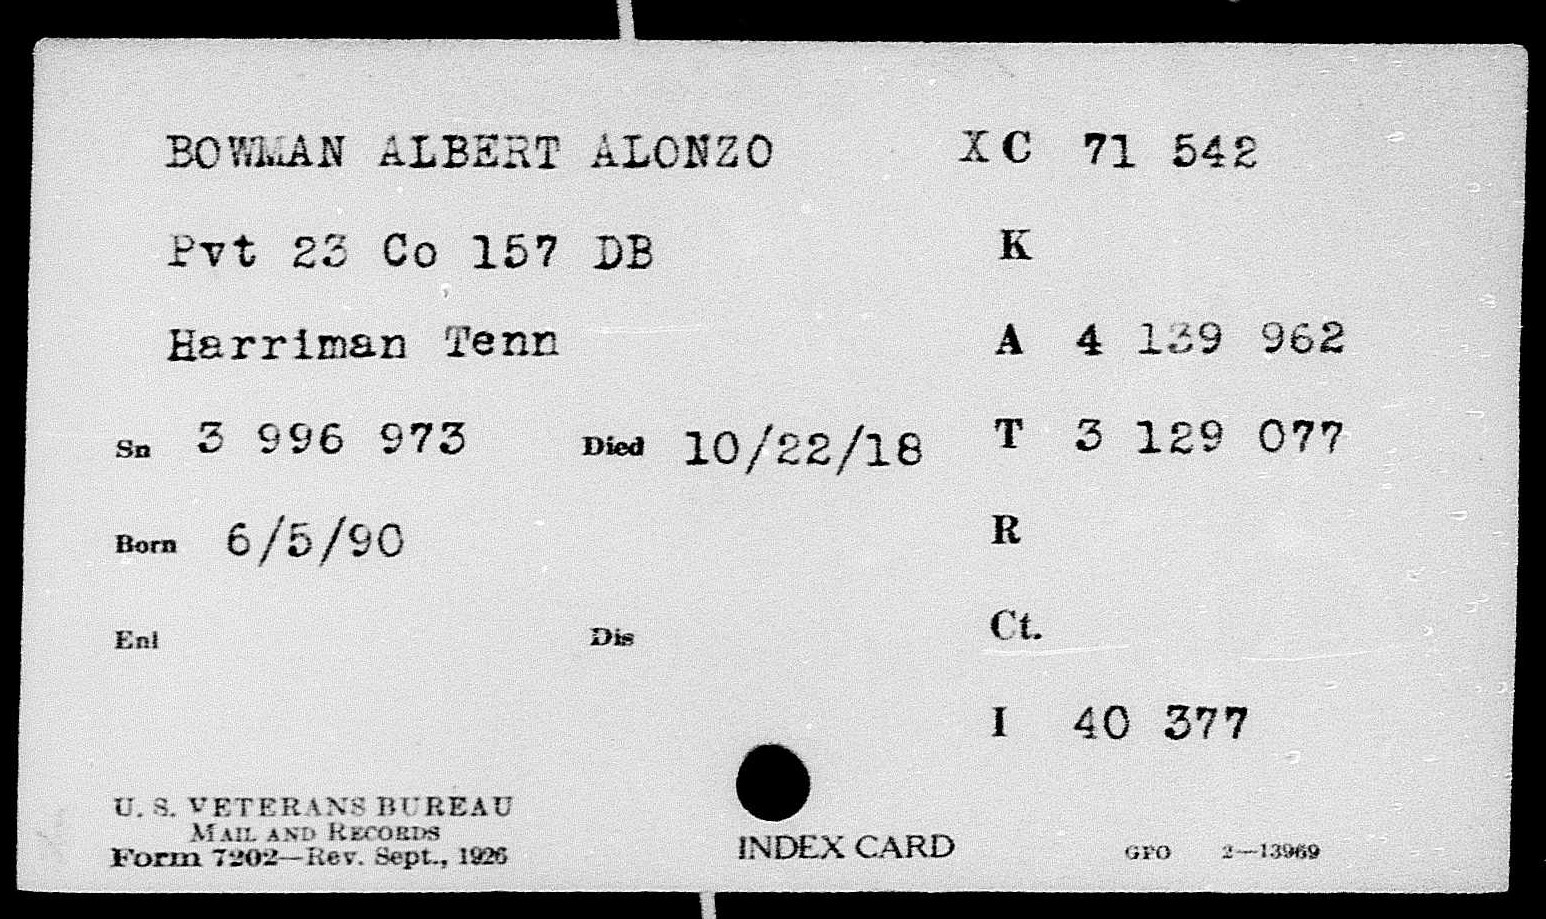 BOWMAN ALBERT ALONZO XC 71 542
Pvt 23 Co 157 DB K
Harriman Tenn A 4 139 962
Sn 3 996 973 Died 10/22/18 T 3 129 077
Born 6/5/90 R
Enl Dis Ct.
I 40 377
U. S. VETERANS BUREAU
MAIL AND RECORDS
Form 7202—Rev. Sept., 1926 INDEX CARD GPO 2—13969